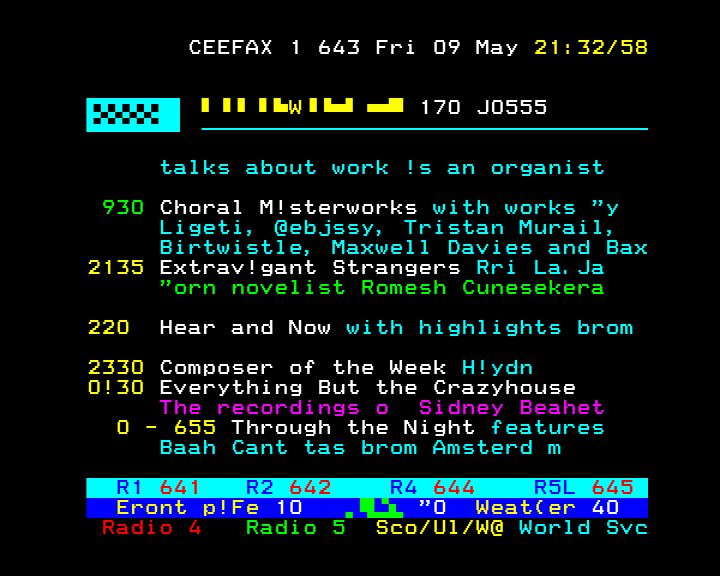 CEEFAX 1 643 Fri 09 May 21:32/58
W 170 JO555
talks about work !s an organist
930 Choral M!sterworks with works "y
Ligeti, @ebjssy, Tristan Murail,
Birtwistle, Maxwell Davies and Bax
2135 Extrav!gant Strangers Rri La.Ja
"orn novelist Romesh Cunesekera
220 Hear and Now with highlights brom
2330 Composer of the Week H!ydn
0!30 Everything But the Crazyhouse
The recordings o Sidney Beahet
0 - 655 Through the Night features
Baah Cant tas brom Amsterd m
R1 641 R2 642 R4 644 R5L 645
Eront p!Fe 10 "0 Weat(er 40
Radio 4 Radio 5 Sco/Ul/W@ World Svc